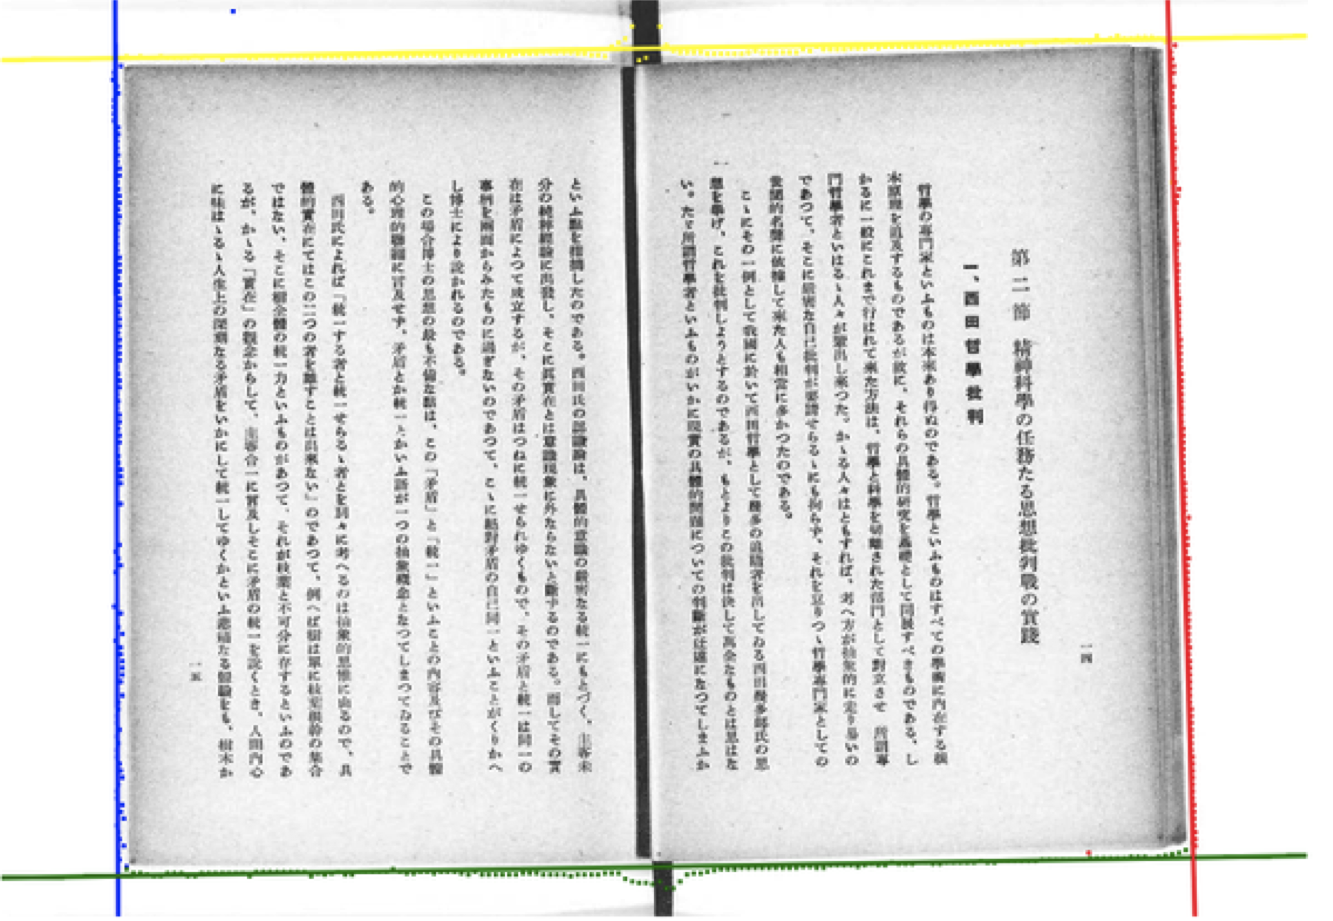 第二節　精神科學の任務たる思想批判戰の實踐
一、西田哲學批判
哲學の專門家といふものは本來あり得ぬのである。哲學といふものはすべての學術に內在する根
本原理を追及するものであるが故に、それらの具體的研究を基礎として開展すべきものである、し
かるに一般にこれまで行はれて來た方法は、哲學と科學を切離された部門として對立させ　所謂專
門哲學者といはるゝ人々が輩出し來つた。かゝる人々はともすれば、考へ方が抽象的に走り易いの
であつて、そこに嚴密な自己批判が要請せらるゝにも拘らず、それを怠りつゝ哲學專門家としての
世間的名聲に依據して來た人も相當に多かつたのである。
こゝにその一例として我國に於いて西田哲學として幾多の追隨者を出してゐる西田幾多郎氏の思
想を擧げ、これを批判しようとするのであるが、もとよりこの批判は決して萬全たものとは思はな
い。たゞ所謂哲學者といふものがいかに現實の具體的問題についての判斷が迂遠になつてしまふか
一四
といふ點を指摘したのである。西田氏の認識論は、具體的意識の嚴密なる統一にもとづく、主客未
分の純粹經驗に出發し、そこに眞實在とは意識現象に外ならないと斷ずるのである。而してその實
在は矛盾によつて成立するが、その矛盾はつねに統一せられゆくもので、その矛盾と統一は同一の
事柄を兩面からみたものに過ぎないのであつて、こゝに絕對矛盾の自己同一といふことがくりかへ
し博士により說かれるのである。
この場合博士の思想の最も不備な點は、この「矛盾」と「統一」といふことの內容及びその具體
的心理的聯關に言及せず、矛盾とか統一とかいふ語が一つの抽象槪念となつてしまつてゐることで
ある。
西田氏によれば「統一する者と統一せらるゝ者とを別々に考へるのは抽象的思惟に由るので、具
體的實在にてはこの二つの者を離すことは出來ない」のであつて、例へば樹は單に枝葉根幹の集合
ではない、そこに樹全體の統一力といふものがあつて、それが枝葉と不可分に存するといふのであ
るが、かゝる「實在」の觀念からして、主客合一に言及しそこに矛盾の統一を說くとき、人間內心
に味はゝるゝ人生上の深刻なる矛盾をいかにして統一してゆくかといふ悲痛なる體驗をも、樹木か
一五